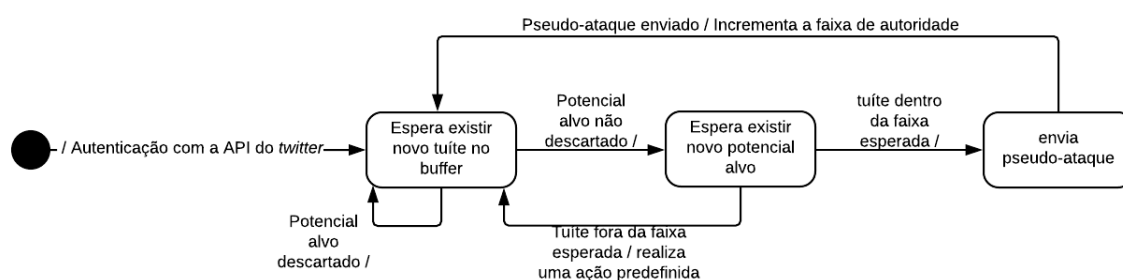 Pseudo-ataque enviado / Incrementa a faixa de autoridade
/ Autenticação com a API do twitter
Espera existir
novo tuíte no
buffer
Potencial
alvo não
descartado /
Espera existir
novo potencial
alvo
tuíte dentro
da faixa
esperada /
envia
pseudo-ataque
Potencial
alvo
descartado /
Tuíte fora da faixa
esperada / realiza
uma ação predefinida